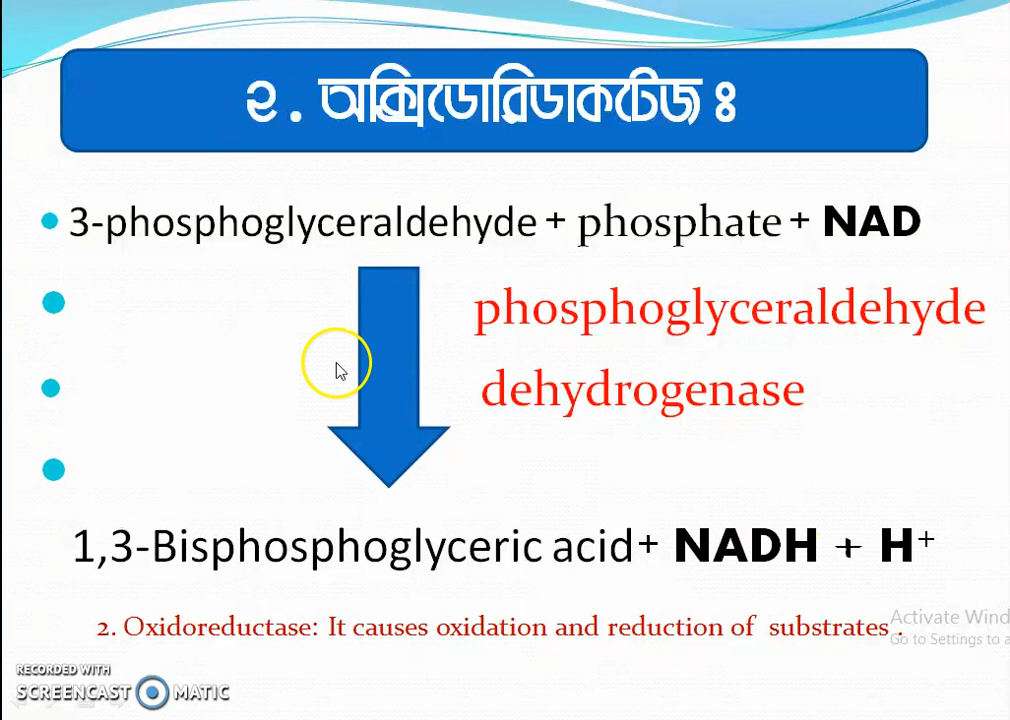 ২. অক্সিডোরিডাকটেজ ঃ
3-phosphoglyceraldehyde + phosphate + NAD
phosphoglyceraldehyde
dehydrogenase
1,3-Bisphosphoglyceric acid+ NADH + H⁺
2. Oxidoreductase: It causes oxidation and reduction of substrates .
Activate Wind
Go to Settings to a
RECORDED WITH
SCREENCAST MATIC